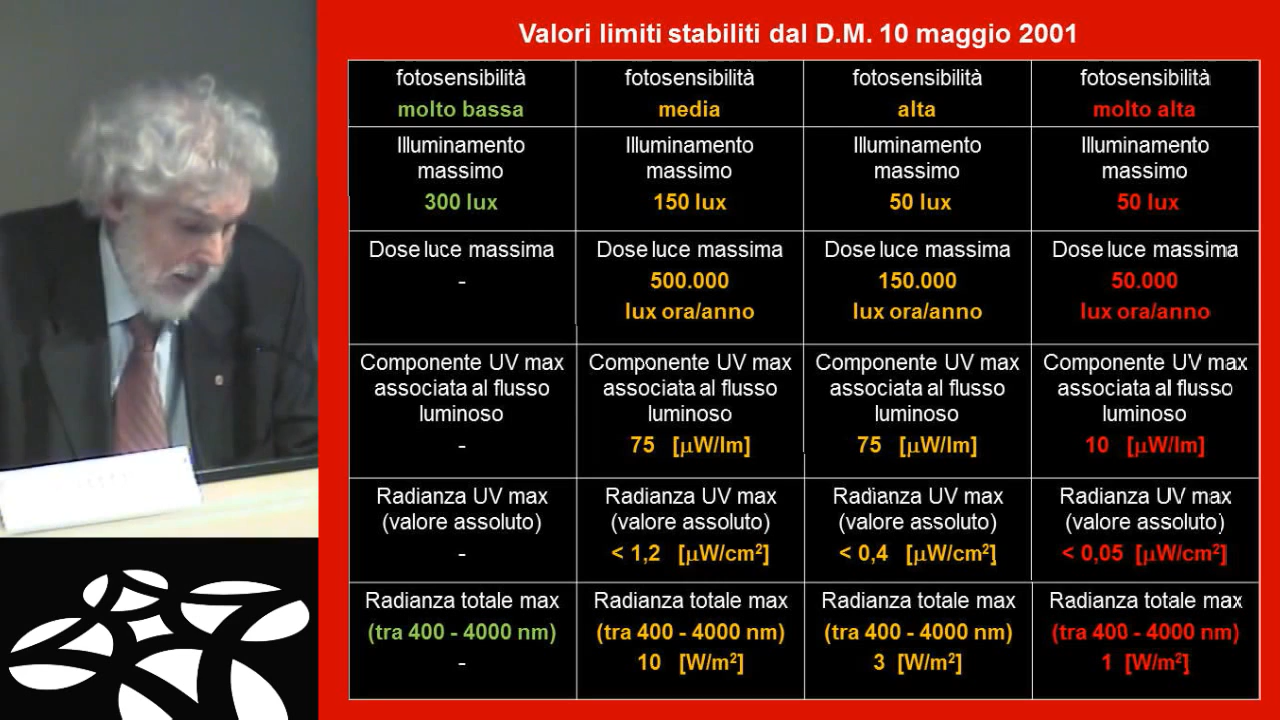 Valori limiti stabiliti dal D.M. 10 maggio 2001
fotosensibilità
molto bassa
fotosensibilità
media
fotosensibilità
alta
fotosensibilità
molto alta
Illuminamento
massimo
300 lux
Illuminamento
massimo
150 lux
Illuminamento
massimo
50 lux
Illuminamento
massimo
50 lux
Dose luce massima
-
Dose luce massima
500.000
lux ora/anno
Dose luce massima
150.000
lux ora/anno
Dose luce massima
50.000
lux ora/anno
Componente UV max
associata al flusso
luminoso
-
Componente UV max
associata al flusso
luminoso
75 [μW/lm]
Componente UV max
associata al flusso
luminoso
75 [μW/lm]
Componente UV max
associata al flusso
luminoso
10 [μW/lm]
Radianza UV max
(valore assoluto)
-
Radianza UV max
(valore assoluto)
< 1,2 [μW/cm²]
Radianza UV max
(valore assoluto)
< 0,4 [μW/cm²]
Radianza UV max
(valore assoluto)
< 0,05 [μW/cm²]
Radianza totale max
(tra 400 - 4000 nm)
-
Radianza totale max
(tra 400 - 4000 nm)
10 [W/m²]
Radianza totale max
(tra 400 - 4000 nm)
3 [W/m²]
Radianza totale max
(tra 400 - 4000 nm)
1 [W/m²]